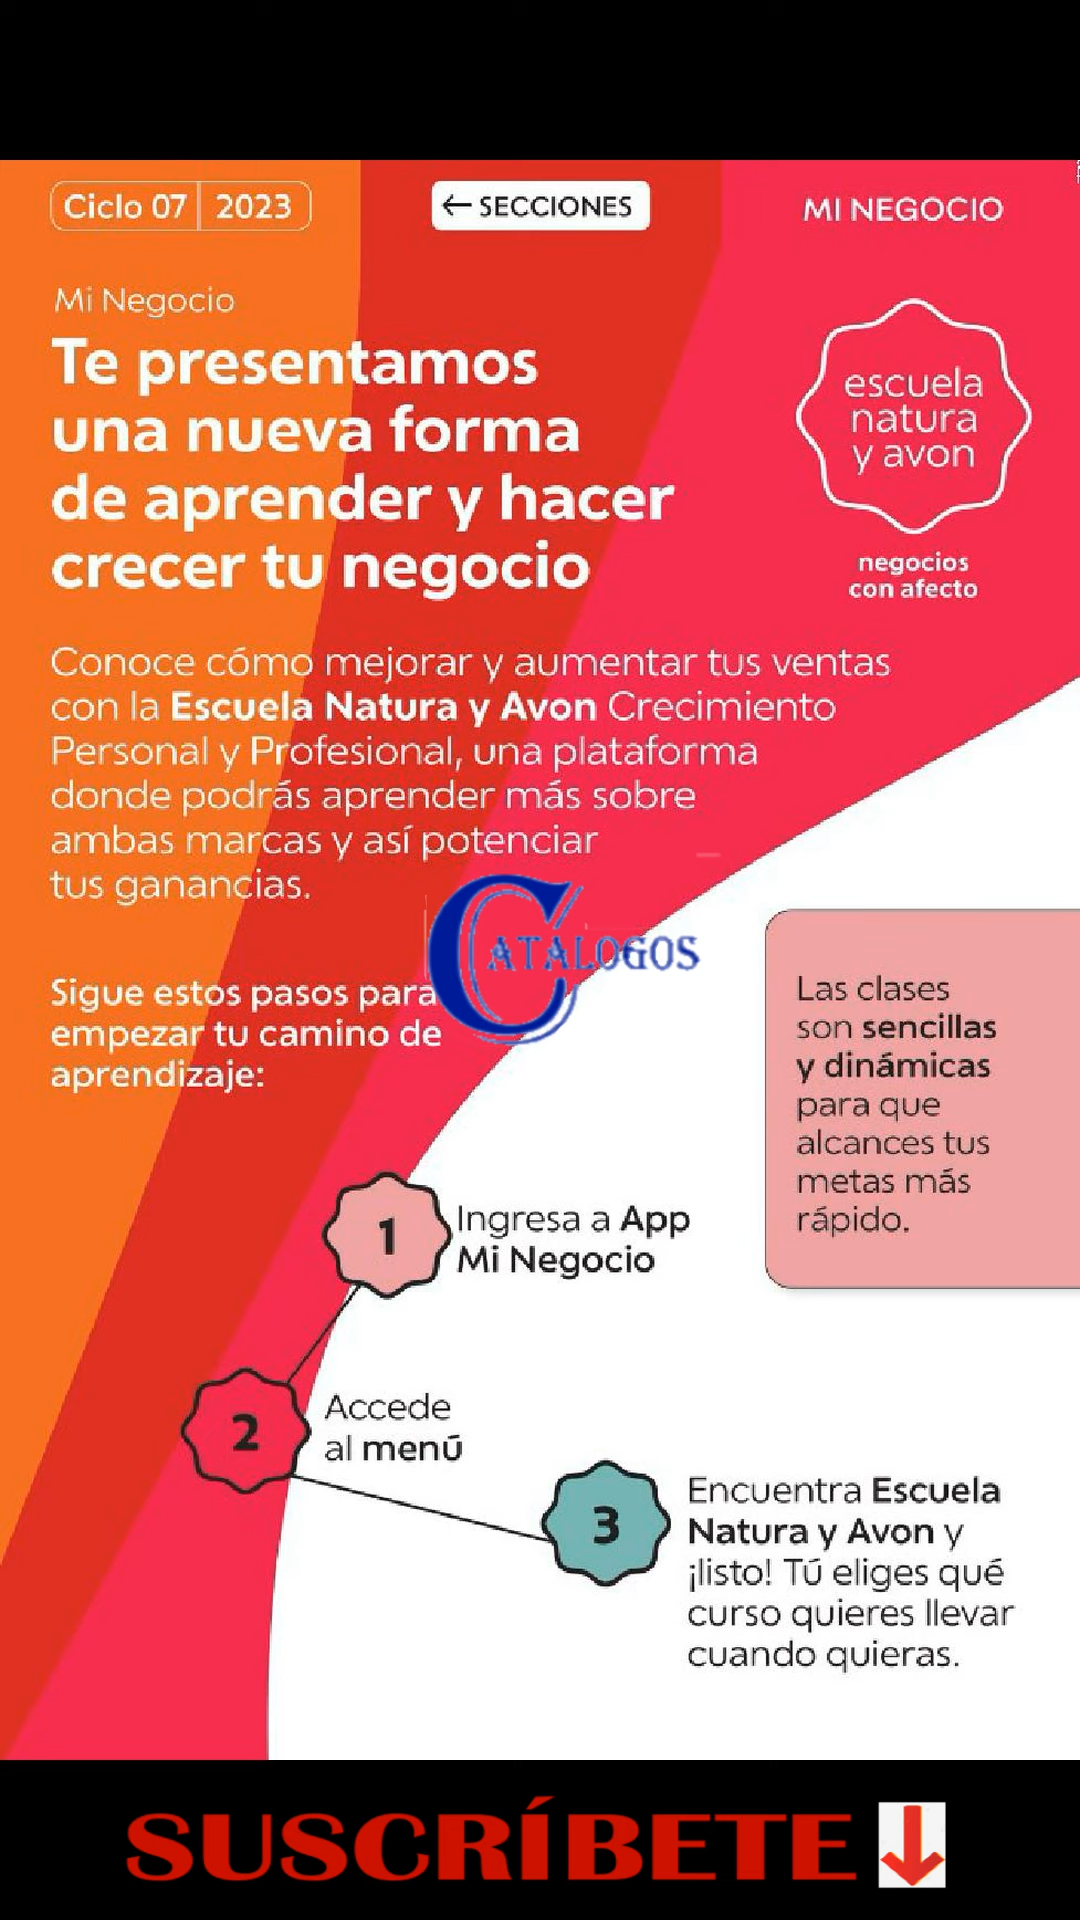 Ciclo 07 2023
← SECCIONES
MI NEGOCIO
Mi Negocio
Te presentamos
una nueva forma
de aprender y hacer
crecer tu negocio
escuela
natura
y avon
negocios
con afecto
Conoce cómo mejorar y aumentar tus ventas
con la Escuela Natura y Avon Crecimiento
Personal y Profesional, una plataforma
donde podrás aprender más sobre
ambas marcas y así potenciar
tus ganancias.
CATÁLOGOS
Sigue estos pasos para
empezar tu camino de
aprendizaje:
Las clases
son sencillas
y dinámicas
para que
alcances tus
metas más
rápido.
1
Ingresa a App
Mi Negocio
2
Accede
al menú
3
Encuentra Escuela
Natura y Avon y
¡listo! Tú eliges qué
curso quieres llevar
cuando quieras.
SUSCRÍBETE